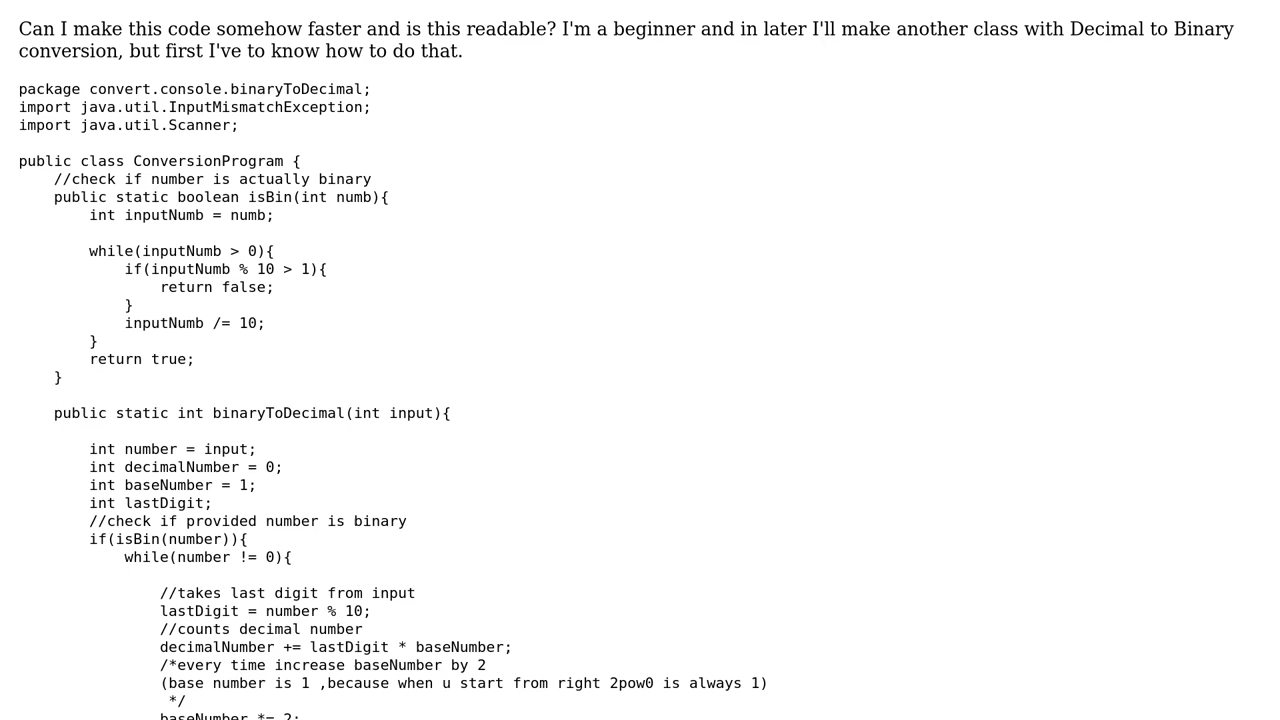 Can I make this code somehow faster and is this readable? I'm a beginner and in later I'll make another class with Decimal to Binary
conversion, but first I've to know how to do that.
package convert.console.binaryToDecimal;
import java.util.InputMismatchException;
import java.util.Scanner;
public class ConversionProgram {
//check if number is actually binary
public static boolean isBin(int numb){
int inputNumb = numb;
while(inputNumb > 0){
if(inputNumb % 10 > 1){
return false;
}
inputNumb /= 10;
}
return true;
}
public static int binaryToDecimal(int input){
int number = input;
int decimalNumber = 0;
int baseNumber = 1;
int lastDigit;
//check if provided number is binary
if(isBin(number)){
while(number != 0){
//takes last digit from input
lastDigit = number % 10;
//counts decimal number
decimalNumber += lastDigit * baseNumber;
/*every time increase baseNumber by 2
(base number is 1 ,because when u start from right 2pow0 is always 1)
*/
baseNumber *= 2;